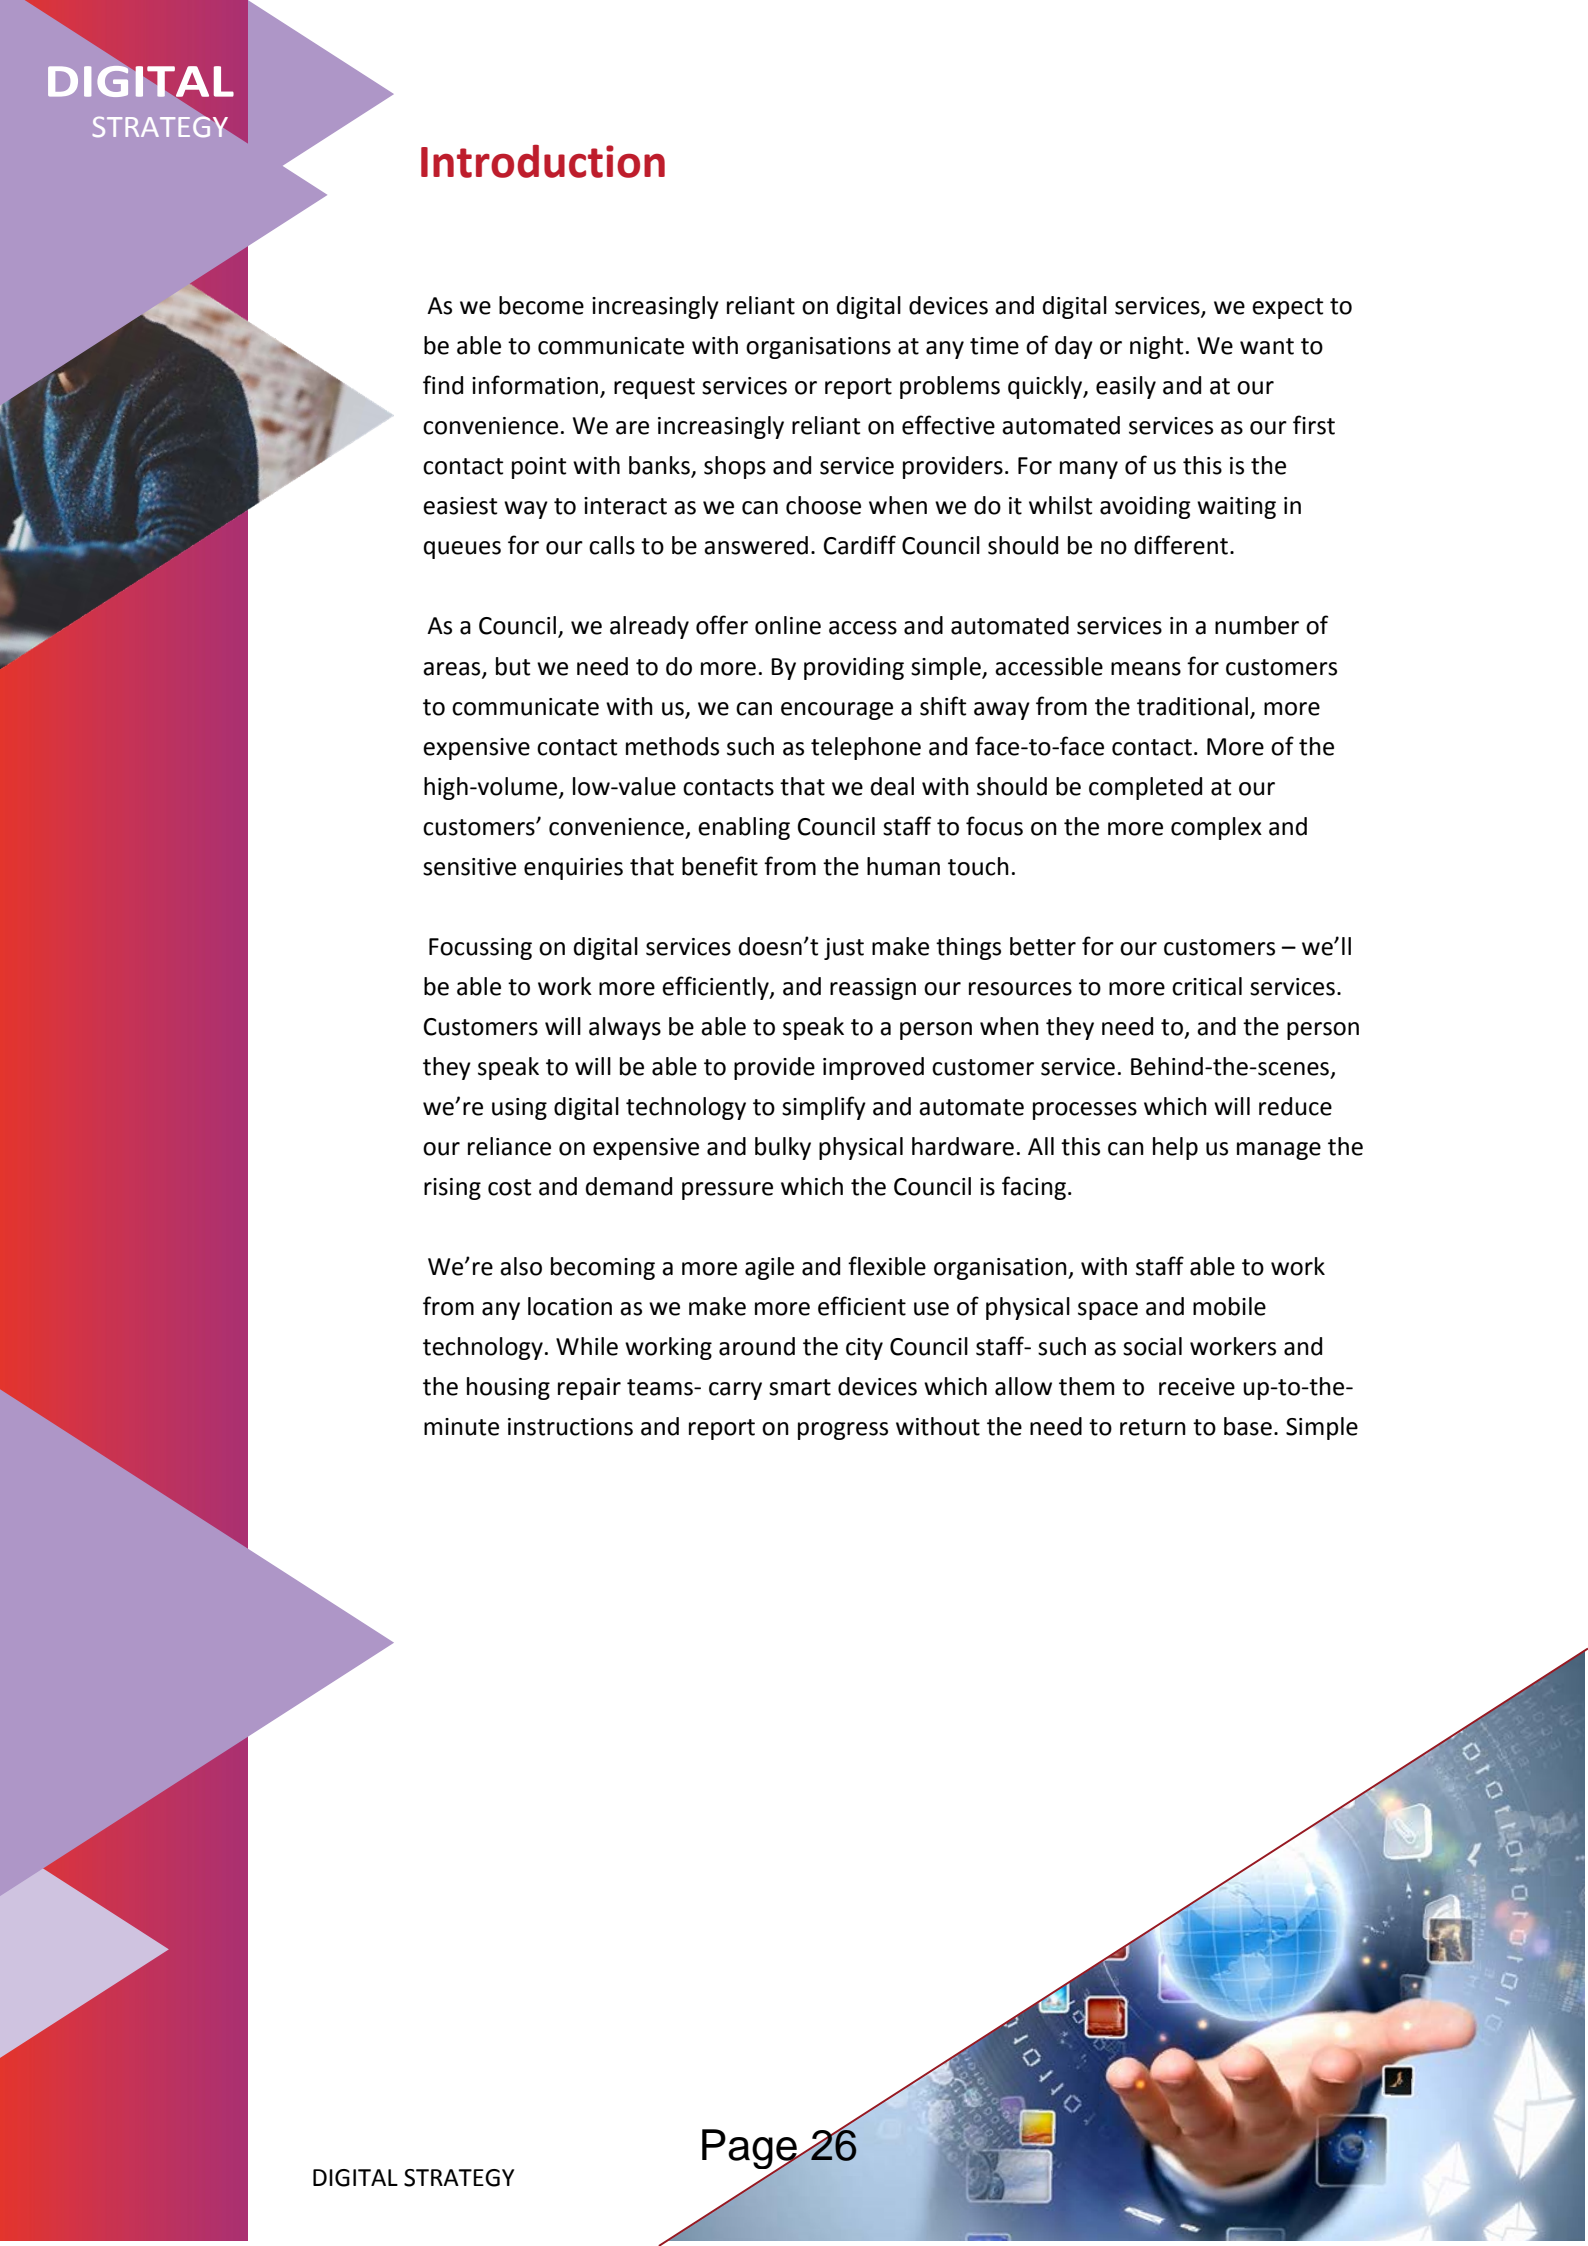 DIGITAL
STRATEGY
Introduction
As we become increasingly reliant on digital devices and digital services, we expect to
be able to communicate with organisations at any time of day or night. We want to
find information, request services or report problems quickly, easily and at our
convenience. We are increasingly reliant on effective automated services as our first
contact point with banks, shops and service providers. For many of us this is the
easiest way to interact as we can choose when we do it whilst avoiding waiting in
queues for our calls to be answered. Cardiff Council should be no different.
As a Council, we already offer online access and automated services in a number of
areas, but we need to do more. By providing simple, accessible means for customers
to communicate with us, we can encourage a shift away from the traditional, more
expensive contact methods such as telephone and face-to-face contact. More of the
high-volume, low-value contacts that we deal with should be completed at our
customers’ convenience, enabling Council staff to focus on the more complex and
sensitive enquiries that benefit from the human touch.
Focussing on digital services doesn’t just make things better for our customers – we’ll
be able to work more efficiently, and reassign our resources to more critical services.
Customers will always be able to speak to a person when they need to, and the person
they speak to will be able to provide improved customer service. Behind-the-scenes,
we’re using digital technology to simplify and automate processes which will reduce
our reliance on expensive and bulky physical hardware. All this can help us manage the
rising cost and demand pressure which the Council is facing.
We’re also becoming a more agile and flexible organisation, with staff able to work
from any location as we make more efficient use of physical space and mobile
technology. While working around the city Council staff- such as social workers and
the housing repair teams- carry smart devices which allow them to  receive up-to-the-
minute instructions and report on progress without the need to return to base. Simple
Page 26
DIGITAL STRATEGY